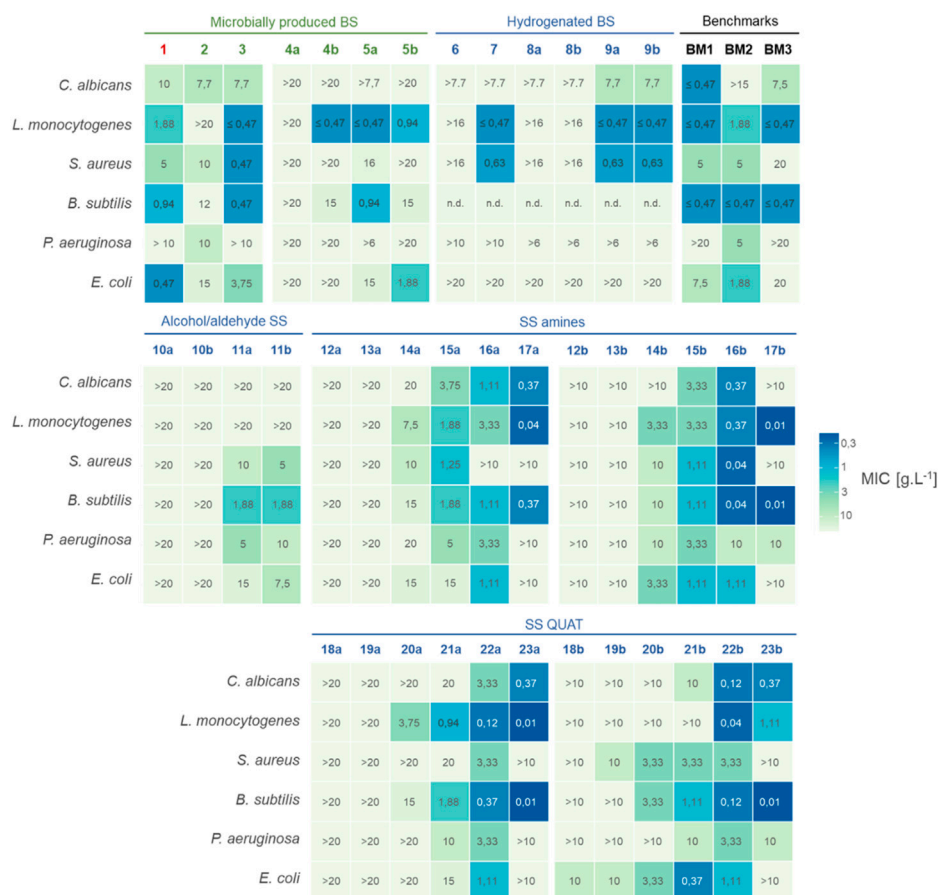 Microbially produced BS Hydrogenated BS Benchmarks
1 2 3 4a 4b 5a 5b 6 7 8a 8b 9a 9b BM1 BM2 BM3
C. albicans 10 7,7 7,7 >20 >20 >7,7 >20 >7.7 >7.7 >7.7 >7.7 7,7 7,7 ≤ 0,47 >15 7,5
L. monocytogenes 1,88 >20 ≤ 0,47 >20 ≤ 0,47 ≤ 0,47 0,94 >16 ≤ 0,47 >16 >16 ≤ 0,47 ≤ 0,47 ≤ 0,47 1,88 ≤ 0,47
S. aureus 5 10 0,47 >20 >20 16 >20 >16 0,63 >16 >16 0,63 0,63 5 5 20
B. subtilis 0,94 12 0,47 >20 15 0,94 15 n.d. n.d. n.d. n.d. n.d. n.d. ≤ 0,47 ≤ 0,47 ≤ 0,47
P. aeruginosa > 10 10 > 10 >20 >20 >6 >20 >10 >10 >6 >6 >6 >6 >20 5 >20
E. coli 0,47 15 3,75 >20 >20 15 1,88 >20 >20 >20 >20 >20 >20 7,5 1,88 20
Alcohol/aldehyde SS SS amines
10a 10b 11a 11b 12a 13a 14a 15a 16a 17a 12b 13b 14b 15b 16b 17b
C. albicans >20 >20 >20 >20 >20 >20 20 3,75 1,11 0,37 >10 >10 >10 3,33 0,37 >10
L. monocytogenes >20 >20 >20 >20 >20 >20 7,5 1,88 3,33 0,04 >10 >10 3,33 3,33 0,37 0,01
S. aureus >20 >20 10 5 >20 >20 10 1,25 >10 >10 >10 >10 10 1,11 0,04 >10
B. subtilis >20 >20 1,88 1,88 >20 >20 15 1,88 1,11 0,37 >10 >10 10 1,11 0,04 0,01
P. aeruginosa >20 >20 5 10 >20 >20 20 5 3,33 >10 >10 >10 10 3,33 10 10
E. coli >20 >20 15 7,5 >20 >20 15 15 1,11 >10 >10 >10 3,33 1,11 1,11 >10
0,3
1
3
10
MIC [g.L-1]
SS QUAT
18a 19a 20a 21a 22a 23a 18b 19b 20b 21b 22b 23b
C. albicans >20 >20 >20 20 3,33 0,37 >10 >10 >10 10 0,12 0,37
L. monocytogenes >20 >20 3,75 0,94 0,12 0,01 >10 >10 >10 >10 0,04 1,11
S. aureus >20 >20 >20 20 3,33 >10 >10 10 3,33 3,33 3,33 >10
B. subtilis >20 >20 15 1,88 0,37 0,01 >10 >10 3,33 1,11 0,12 0,01
P. aeruginosa >20 >20 >20 10 3,33 >10 >10 >10 >10 10 3,33 10
E. coli >20 >20 >20 15 1,11 >10 10 10 3,33 0,37 1,11 >10